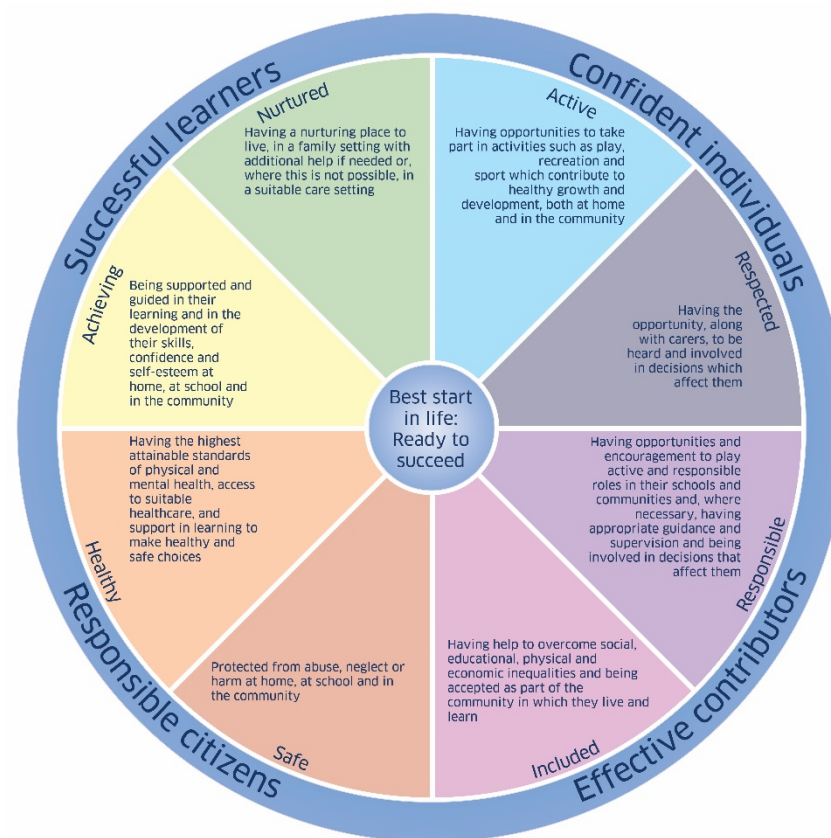 Successful learners
Confident individuals
Nurtured
Having a nurturing place to
live, in a family setting with
additional help if needed or,
where this is not possible, in
a suitable care setting
Active
Having opportunities to take
part in activities such as play,
recreation and
sport which contribute to
healthy growth and
development, both at home
and in the community
Achieving
Being supported and
guided in their
learning and in the
development of
their skills,
confidence and
self-esteem at
home, at school and
in the community
Respected
Having the
opportunity, along
with carers, to be
heard and involved
in decisions which
affect them
Best start
in life:
Ready to
succeed
Healthy
Having the highest
attainable standards
of physical and
mental health, access
to suitable
healthcare, and
support in learning to
make healthy and
safe choices
Responsible
Having opportunities and
encouragement to play
active and responsible
roles in their schools and
communities and, where
necessary, having
appropriate guidance and
supervision and being
involved in decisions that
affect them
Protected from abuse, neglect or
harm at home, at school and in
the community
Safe
Having help to overcome social,
educational, physical and
economic inequalities and being
accepted as part of the
community in which they live and
learn
Included
Responsible citizens
Effective contributors